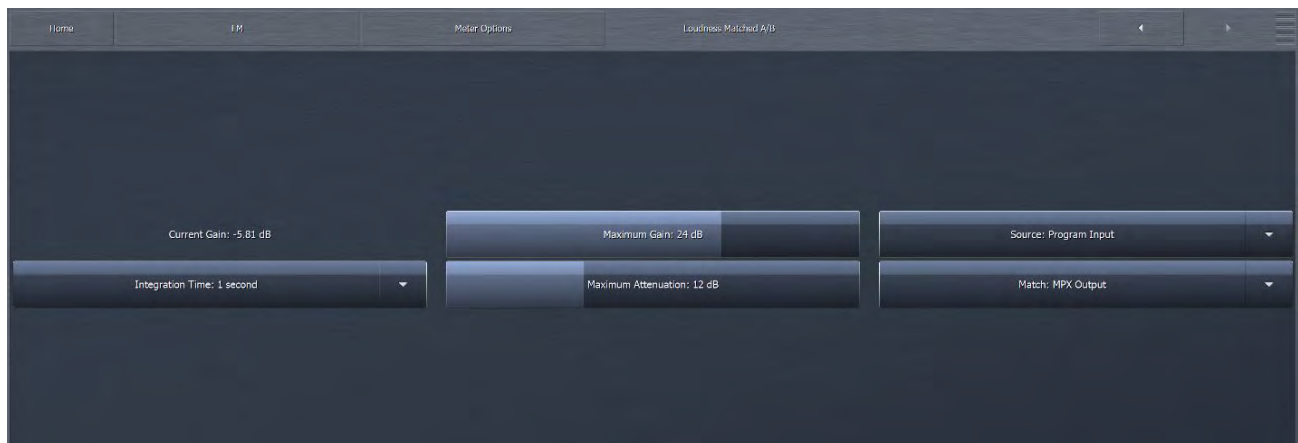 Home FM Meter Options Loudness Matched A/B
Current Gain: -5.81 dB Maximum Gain: 24 dB Source: Program Input
Integration Time: 1 second Maximum Attenuation: 12 dB Match: MPX Output